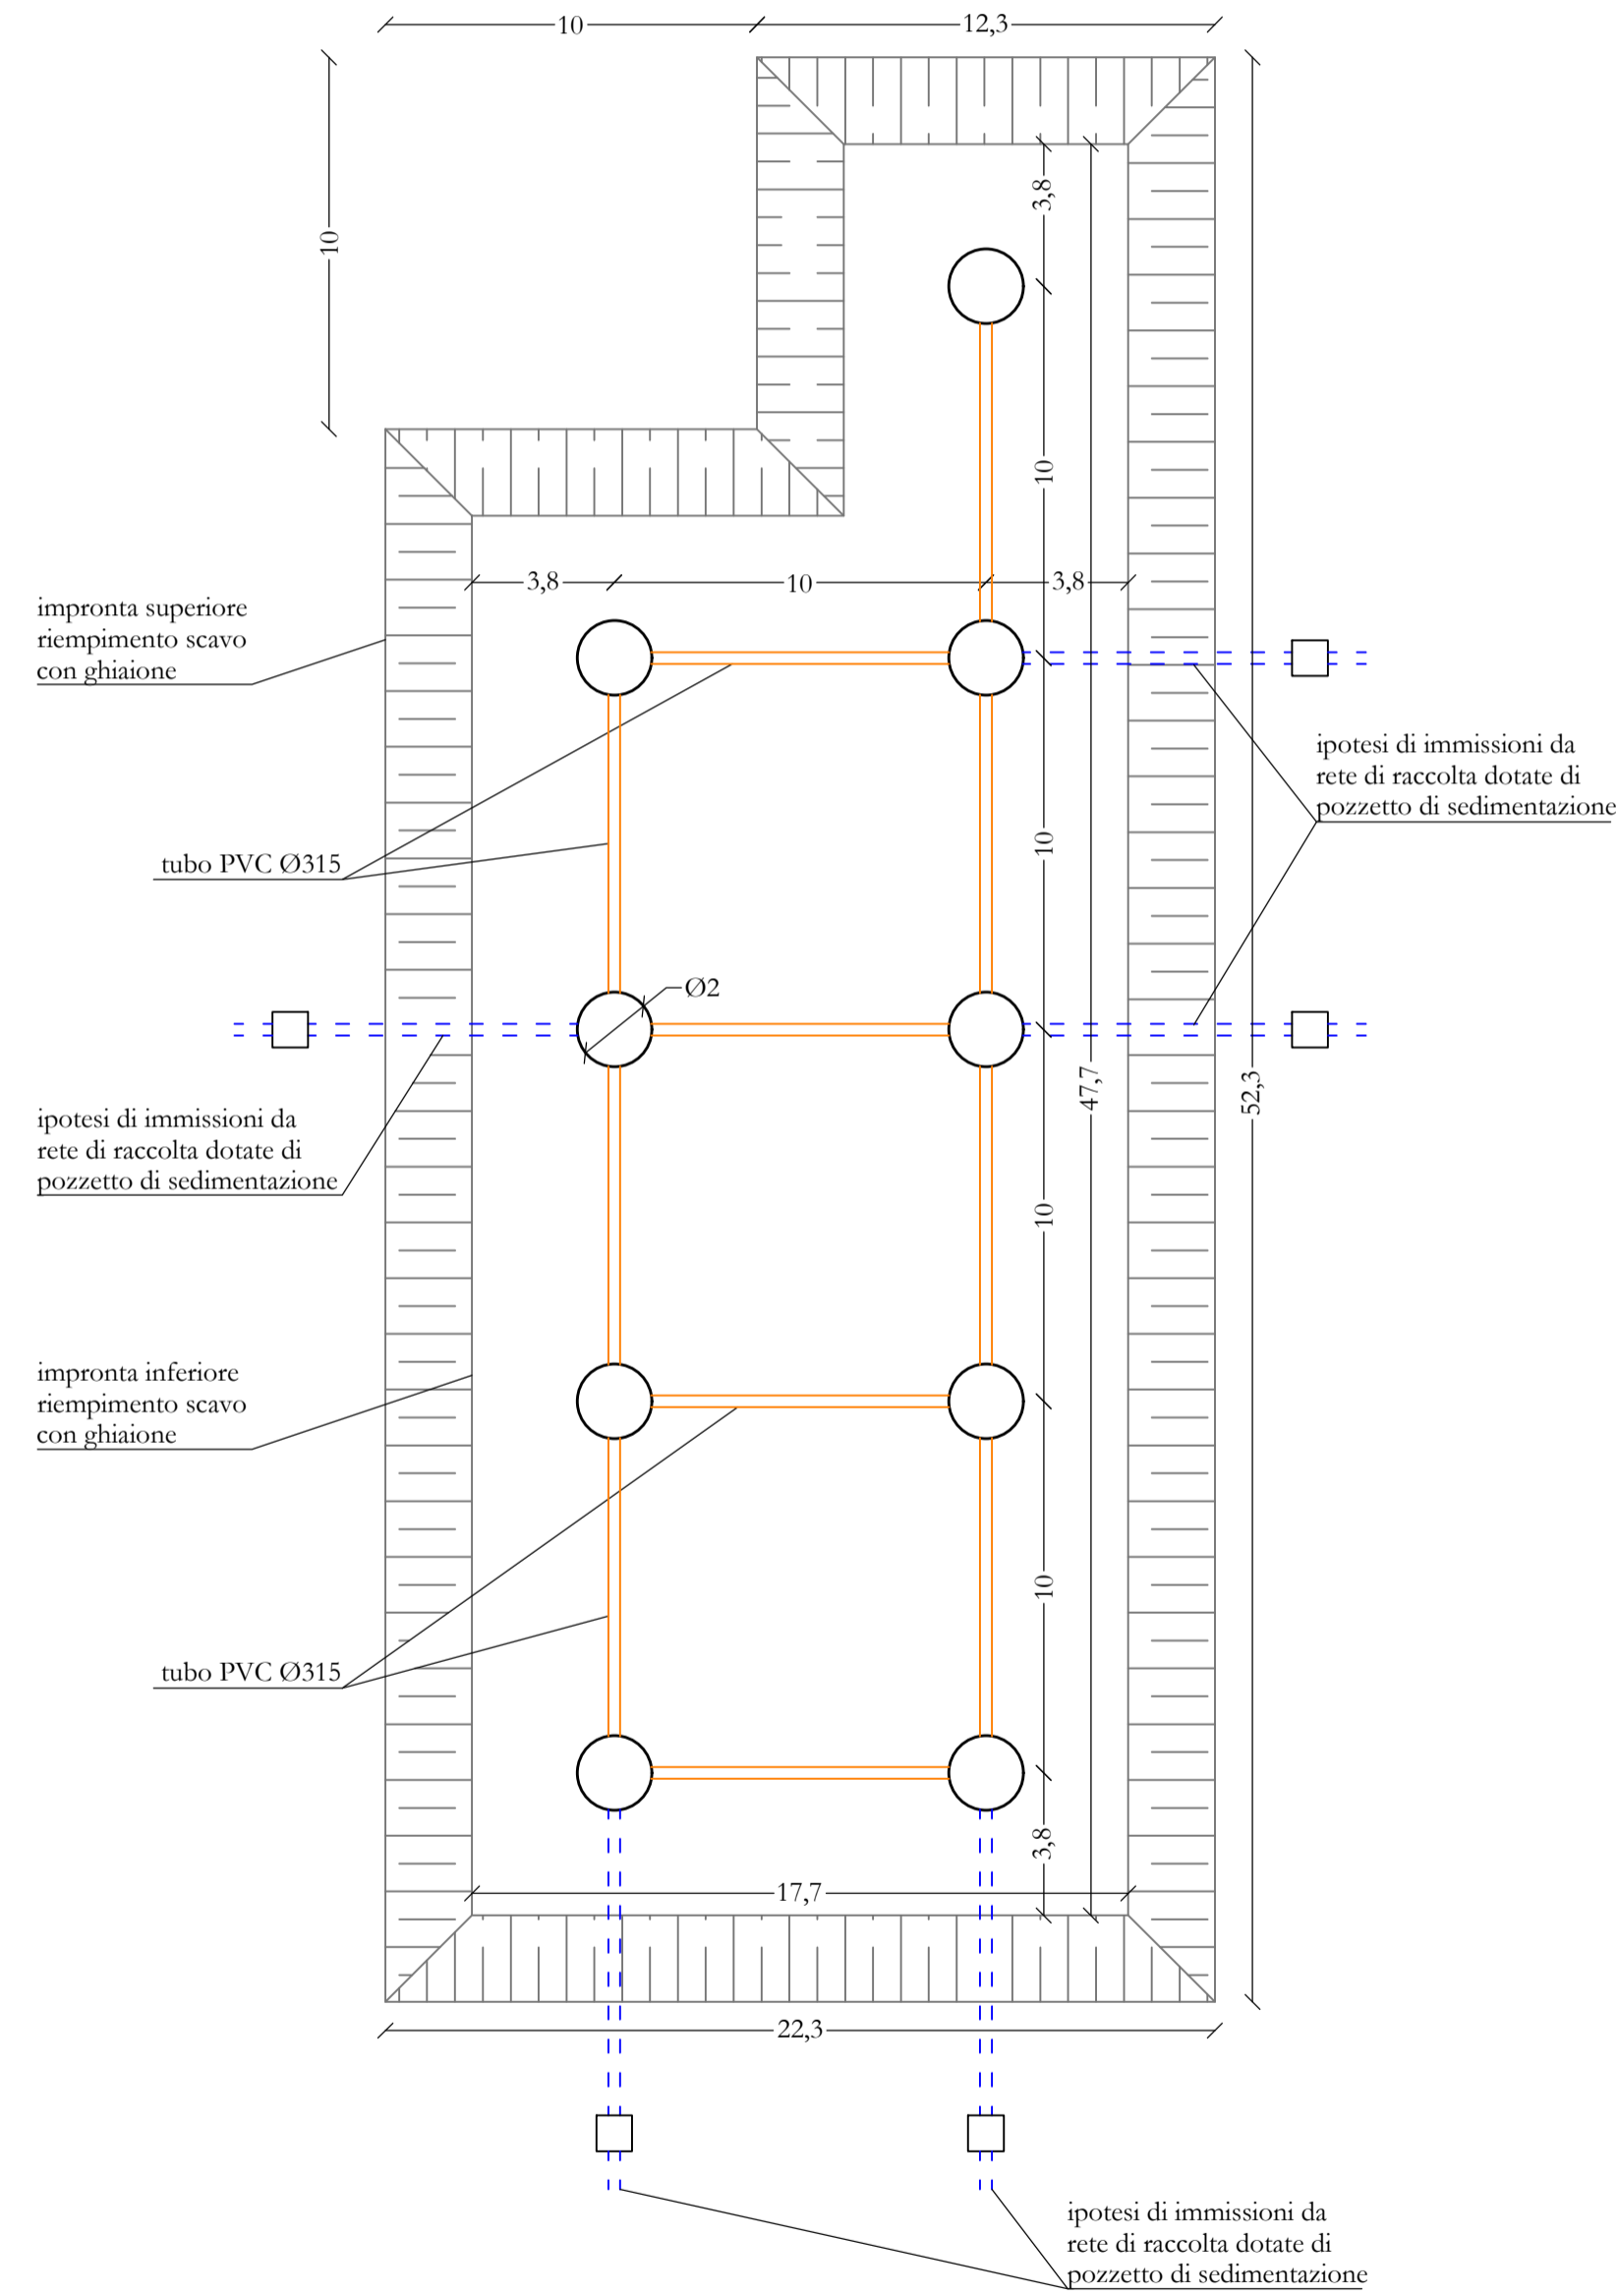 10
12,3
10
3,8
10
3,8
10
3,8
impronta superiore
riempimento scavo
con ghiaione
ipotesi di immissioni da
rete di raccolta dotate di
pozzetto di sedimentazione
tubo PVC Ø315
10
Ø2
47,7
52,3
ipotesi di immissioni da
rete di raccolta dotate di
pozzetto di sedimentazione
10
impronta inferiore
riempimento scavo
con ghiaione
10
tubo PVC Ø315
3,8
17,7
22,3
ipotesi di immissioni da
rete di raccolta dotate di
pozzetto di sedimentazione